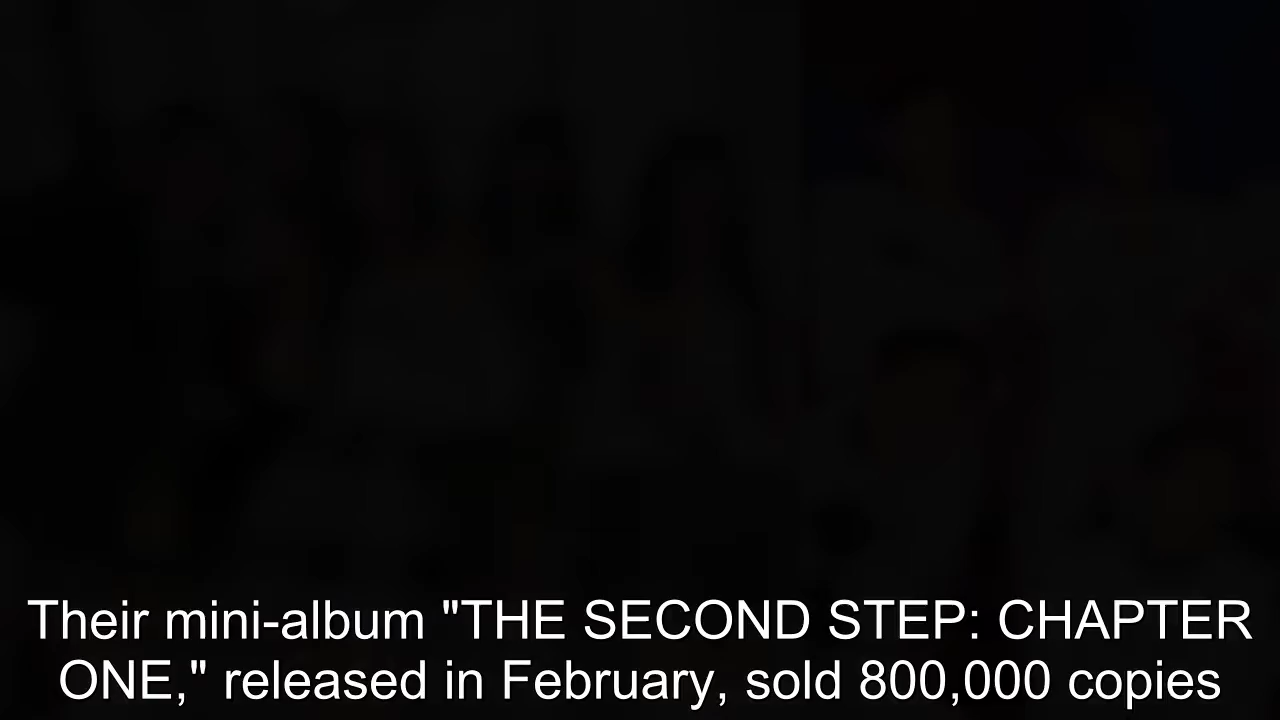 Their mini-album "THE SECOND STEP: CHAPTER
ONE," released in February, sold 800,000 copies